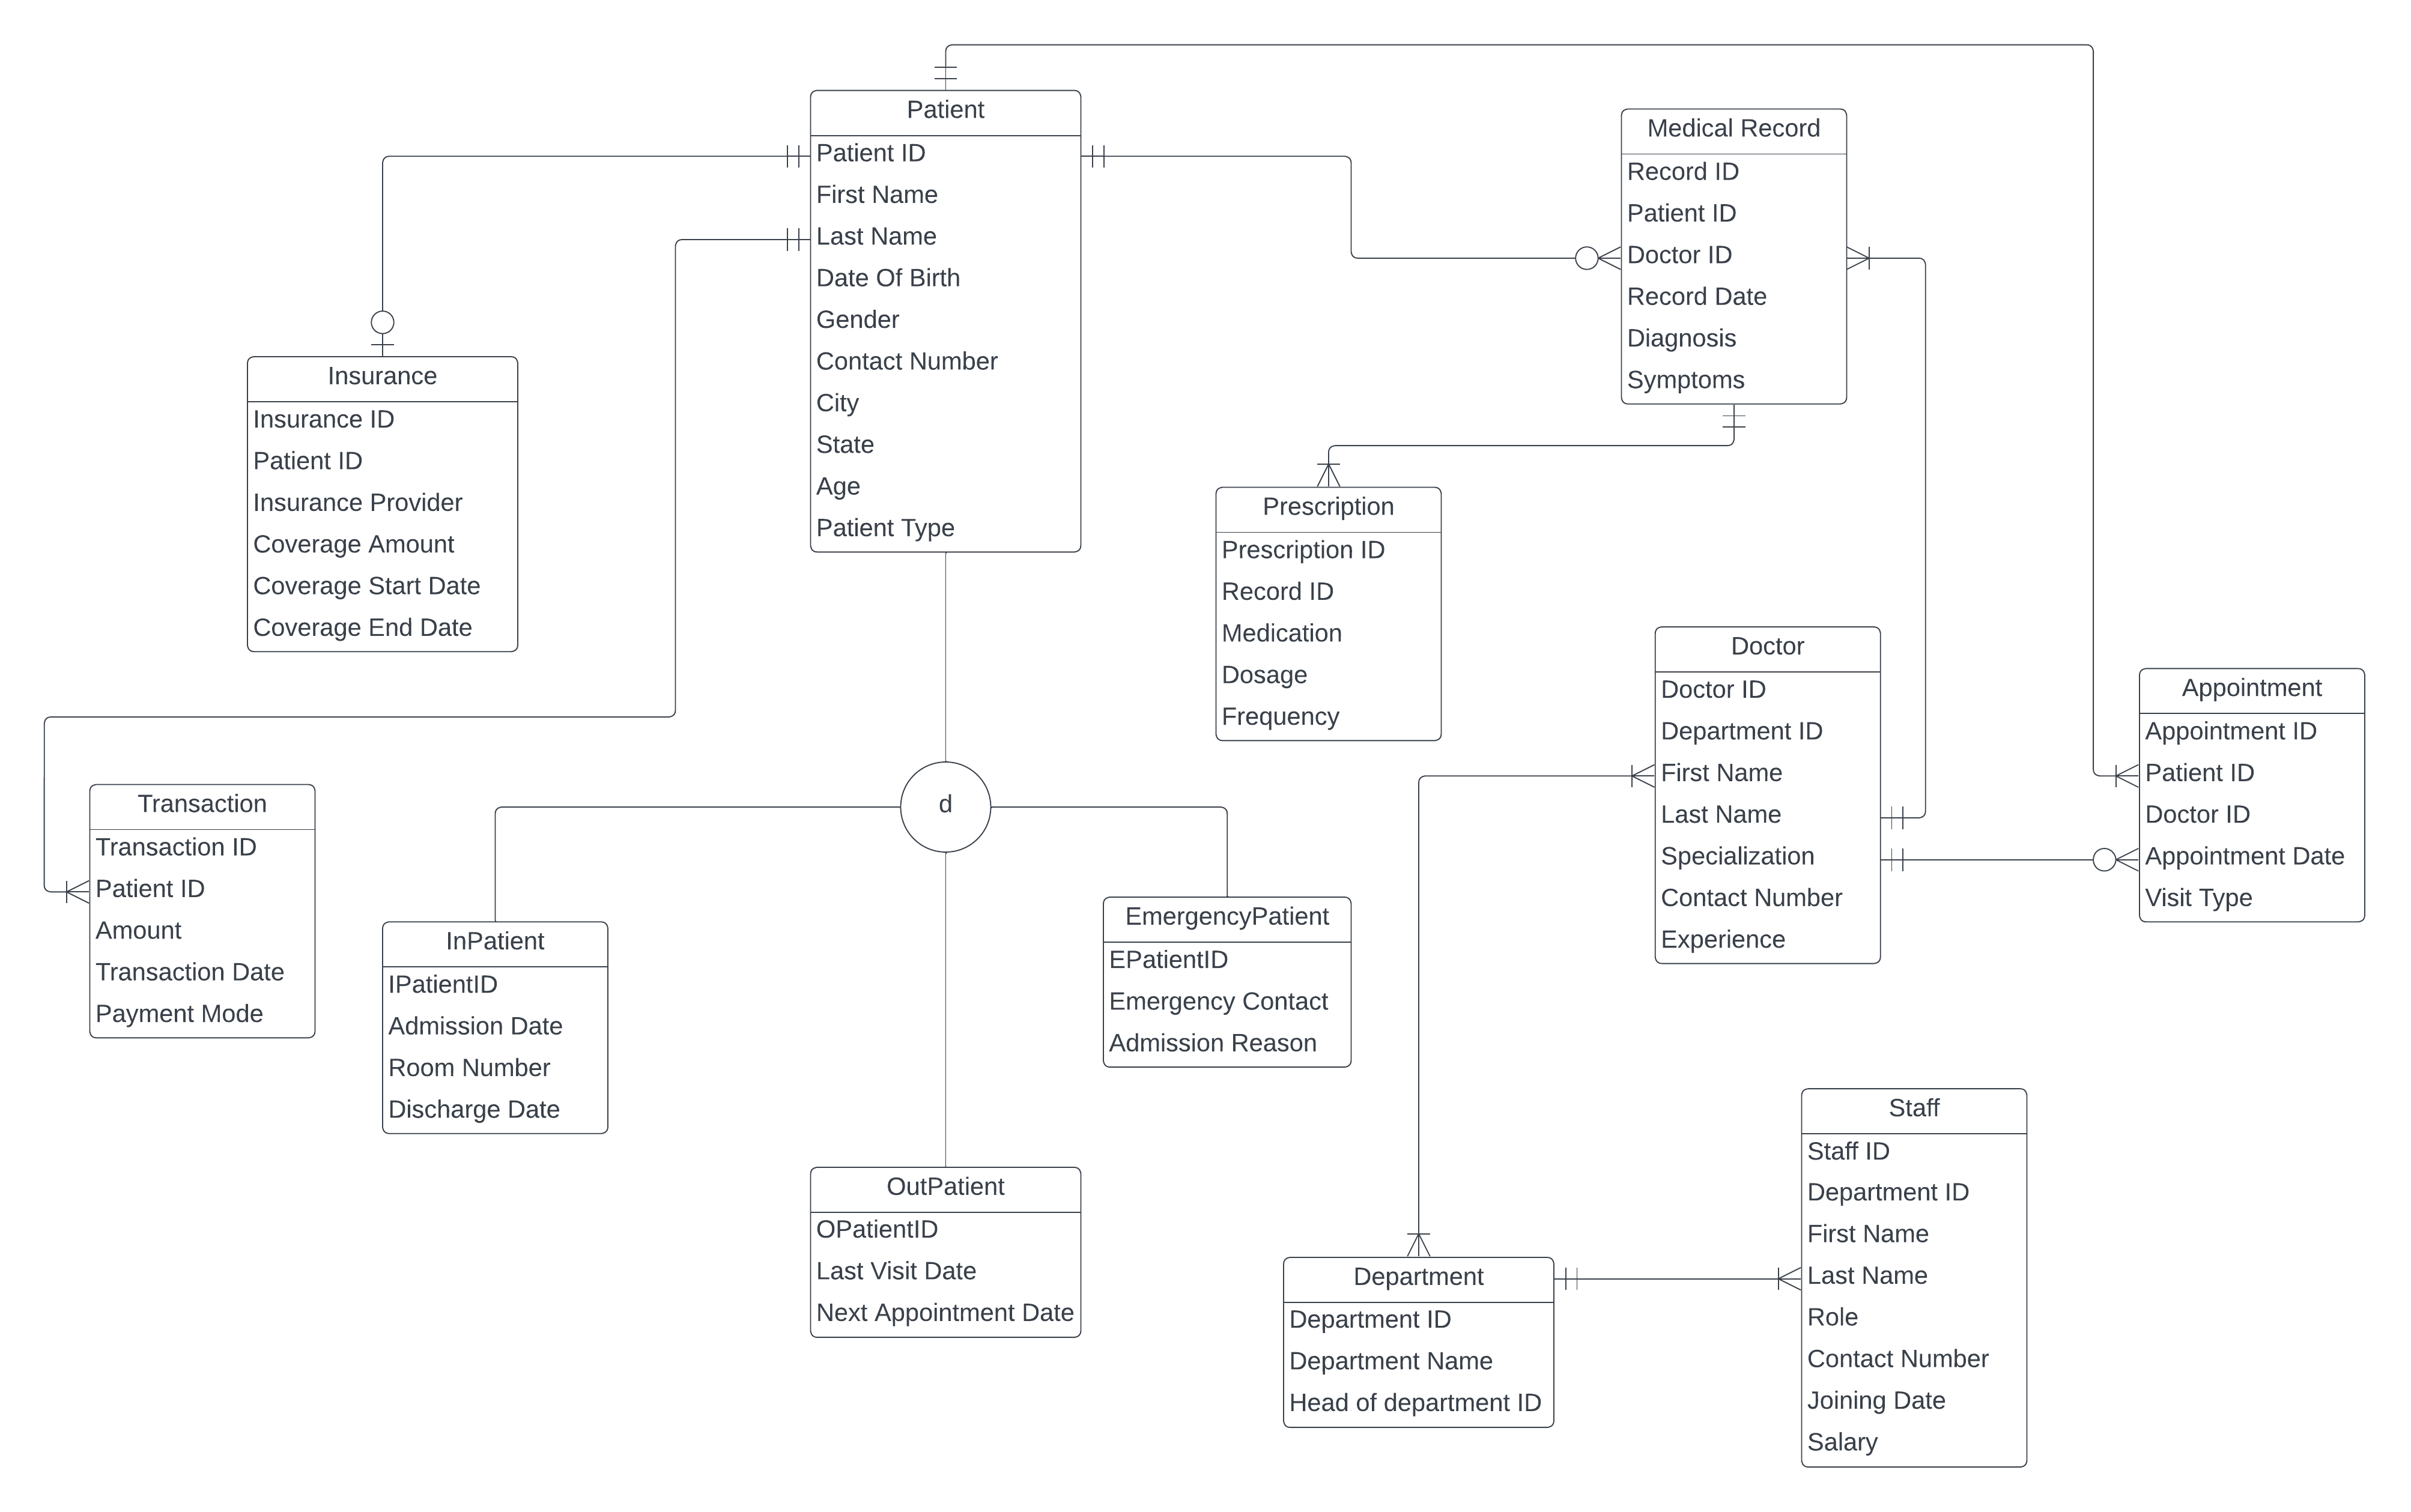 Patient
Patient ID
First Name
Last Name
Date Of Birth
Gender
Contact Number
City
State
Age
Patient Type
Medical Record
Record ID
Patient ID
Doctor ID
Record Date
Diagnosis
Symptoms
Insurance
Insurance ID
Patient ID
Insurance Provider
Coverage Amount
Coverage Start Date
Coverage End Date
Prescription
Prescription ID
Record ID
Medication
Dosage
Frequency
Doctor
Doctor ID
Department ID
First Name
Last Name
Specialization
Contact Number
Experience
Appointment
Appointment ID
Patient ID
Doctor ID
Appointment Date
Visit Type
Transaction
Transaction ID
Patient ID
Amount
Transaction Date
Payment Mode
d
InPatient
IPatientID
Admission Date
Room Number
Discharge Date
EmergencyPatient
EPatientID
Emergency Contact
Admission Reason
OutPatient
OPatientID
Last Visit Date
Next Appointment Date
Department
Department ID
Department Name
Head of department ID
Staff
Staff ID
Department ID
First Name
Last Name
Role
Contact Number
Joining Date
Salary